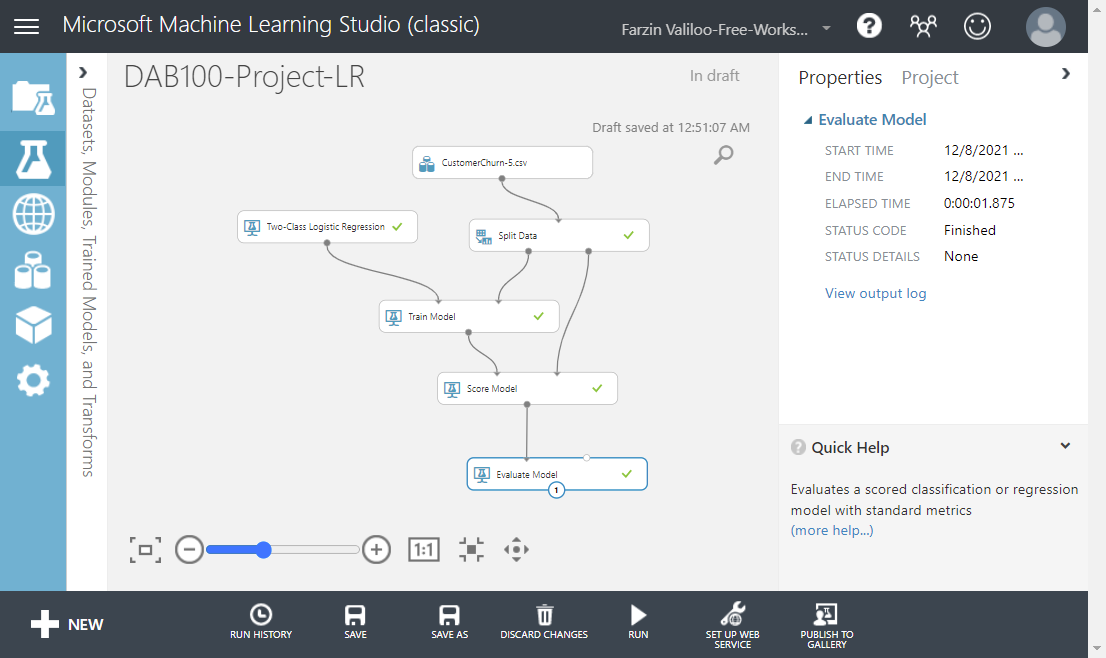 Microsoft Machine Learning Studio (classic)
Farzin Valiloo-Free-Works...
?
Datasets, Modules, Trained Models, and Transforms
DAB100-Project-LR
In draft
Draft saved at 12:51:07 AM
CustomerChurn-5.csv
Two-Class Logistic Regression
Split Data
Train Model
Score Model
Evaluate Model
1
1:1
Properties Project
Evaluate Model
START TIME 12/8/2021 ...
END TIME 12/8/2021 ...
ELAPSED TIME 0:00:01.875
STATUS CODE Finished
STATUS DETAILS None
View output log
? Quick Help
Evaluates a scored classification or regression
model with standard metrics
(more help...)
NEW
RUN HISTORY
SAVE
SAVE AS
DISCARD CHANGES
RUN
SET UP WEB
SERVICE
PUBLISH TO
GALLERY